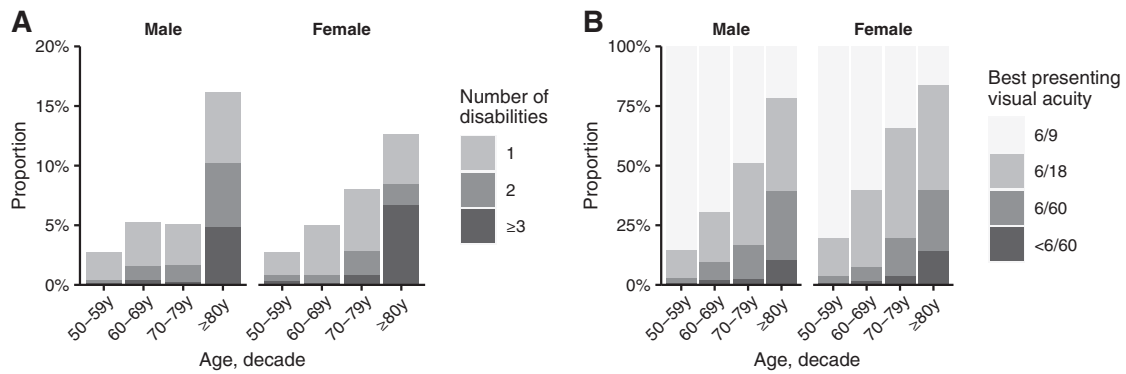 A
Male
Female
20%
15%
10%
5%
0%
Proportion
50–59y
60–69y
70–79y
≥80y
50–59y
60–69y
70–79y
≥80y
Age, decade
Number of
disabilities
1
2
≥3
B
Male
Female
100%
75%
50%
25%
0%
Proportion
50–59y
60–69y
70–79y
≥80y
50–59y
60–69y
70–79y
≥80y
Age, decade
Best presenting
visual acuity
6/9
6/18
6/60
<6/60